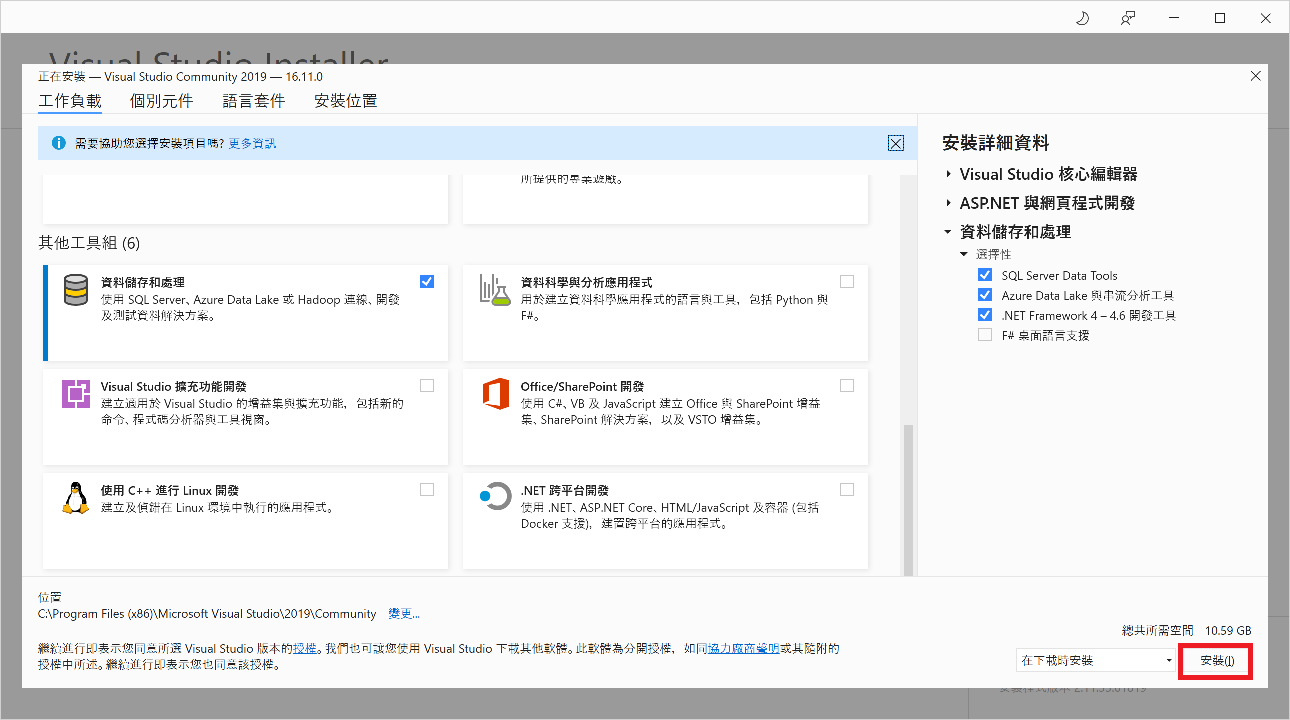 Visual Studio Installer
正在安裝 — Visual Studio Community 2019 — 16.11.0
工作負載 個別元件 語言套件 安裝位置
需要協助您選擇安裝項目嗎? 更多資訊
所提供的專業遊戲。
其他工具組 (6)
資料儲存和處理
使用 SQL Server、Azure Data Lake 或 Hadoop 連線、開發
及測試資料解決方案。
資料科學與分析應用程式
用於建立資料科學應用程式的語言與工具，包括 Python 與
F#。
Visual Studio 擴充功能開發
建立適用於 Visual Studio 的增益集與擴充功能，包括新的
命令、程式碼分析器與工具視窗。
Office/SharePoint 開發
使用 C#、VB 及 JavaScript 建立 Office 與 SharePoint 增益
集、SharePoint 解決方案，以及 VSTO 增益集。
使用 C++ 進行 Linux 開發
建立及偵錯在 Linux 環境中執行的應用程式。
.NET 跨平台開發
使用 .NET、ASP.NET Core、HTML/JavaScript 及容器 (包括
Docker 支援)，建置跨平台的應用程式。
安裝詳細資料
Visual Studio 核心編輯器
ASP.NET 與網頁程式開發
資料儲存和處理
選擇性
SQL Server Data Tools
Azure Data Lake 與串流分析工具
.NET Framework 4 – 4.6 開發工具
F# 桌面語言支援
位置
C:\Program Files (x86)\Microsoft Visual Studio\2019\Community 變更...
繼續進行即表示您同意所選 Visual Studio 版本的授權。我們也可讓您使用 Visual Studio 下載其他軟體。此軟體為分開授權，如同協力廠商聲明或其隨附的
授權中所述。繼續進行即表示您也同意該授權。
總共所需空間 10.59 GB
在下載時安裝 安裝(I)